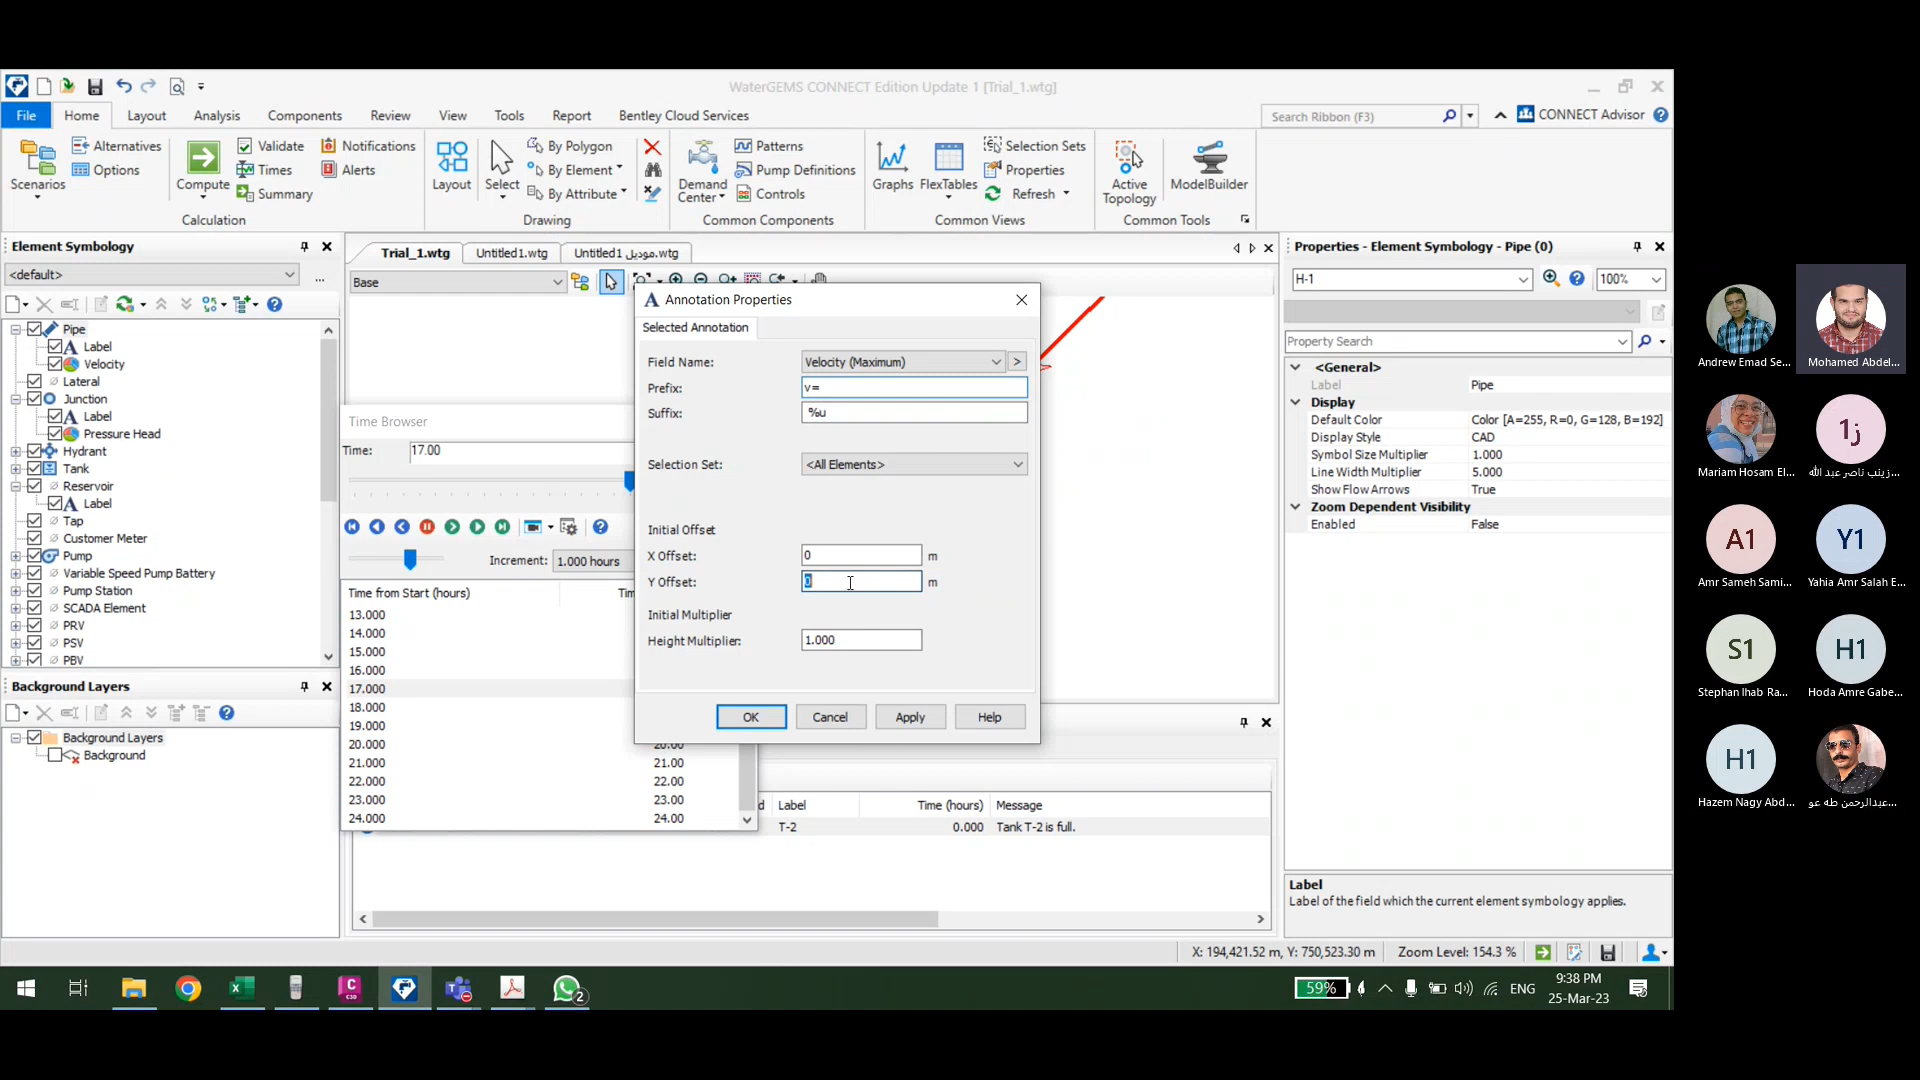 WaterGEMS CONNECT Edition Update 1 [Trial_1.wtg]
File Home Layout Analysis Components Review View Tools Report Bentley Cloud Services
Search Ribbon (F3)
CONNECT Advisor
Scenarios
Alternatives
Options
Compute
Validate
Times
Summary
Notifications
Alerts
Calculation
Layout
Select
By Polygon
By Element
By Attribute
Drawing
Demand Center
Patterns
Pump Definitions
Controls
Common Components
Graphs
FlexTables
Selection Sets
Properties
Refresh
Common Views
Active Topology
ModelBuilder
Common Tools
Element Symbology
<default>
...
Pipe
Label
Velocity
Lateral
Junction
Label
Pressure Head
Hydrant
Tank
Reservoir
Label
Tap
Customer Meter
Pump
Variable Speed Pump Battery
Pump Station
SCADA Element
PRV
PSV
PBV
Background Layers
Background Layers
Background
Trial_1.wtg
Untitled1.wtg
Untitled1 موديل.wtg
Base
Time Browser
Time: 17.00
Increment: 1.000 hours
Time from Start (hours)
13.000
14.000
15.000
16.000
17.000
18.000
19.000
20.000 20.00
21.000 21.00
22.000 22.00
23.000 23.00
24.000 24.00
A Annotation Properties
Selected Annotation
Field Name: Velocity (Maximum) >
Prefix: v=
Suffix: %u
Selection Set: <All Elements>
Initial Offset
X Offset: 0 m
Y Offset: 0 m
Initial Multiplier
Height Multiplier: 1.000
OK Cancel Apply Help
Label Time (hours) Message
T-2 0.000 Tank T-2 is full.
Properties - Element Symbology - Pipe (0)
H-1
100%
Property Search
<General>
Label Pipe
Display
Default Color Color [A=255, R=0, G=128, B=192]
Display Style CAD
Symbol Size Multiplier 1.000
Line Width Multiplier 5.000
Show Flow Arrows True
Zoom Dependent Visibility
Enabled False
Label
Label of the field which the current element symbology applies.
X: 194,421.52 m, Y: 750,523.30 m Zoom Level: 154.3 %
59%
ENG
9:38 PM
25-Mar-23
2
Andrew Emad Se...
Mohamed Abdel...
Mariam Hosam El...
ز1
زينب ناصر عبد الله...
A1
Amr Sameh Sami...
Y1
Yahia Amr Salah E...
S1
Stephan Ihab Ra...
H1
Hoda Amre Gabe...
H1
Hazem Nagy Abd...
عبدالرحمن طه عو...